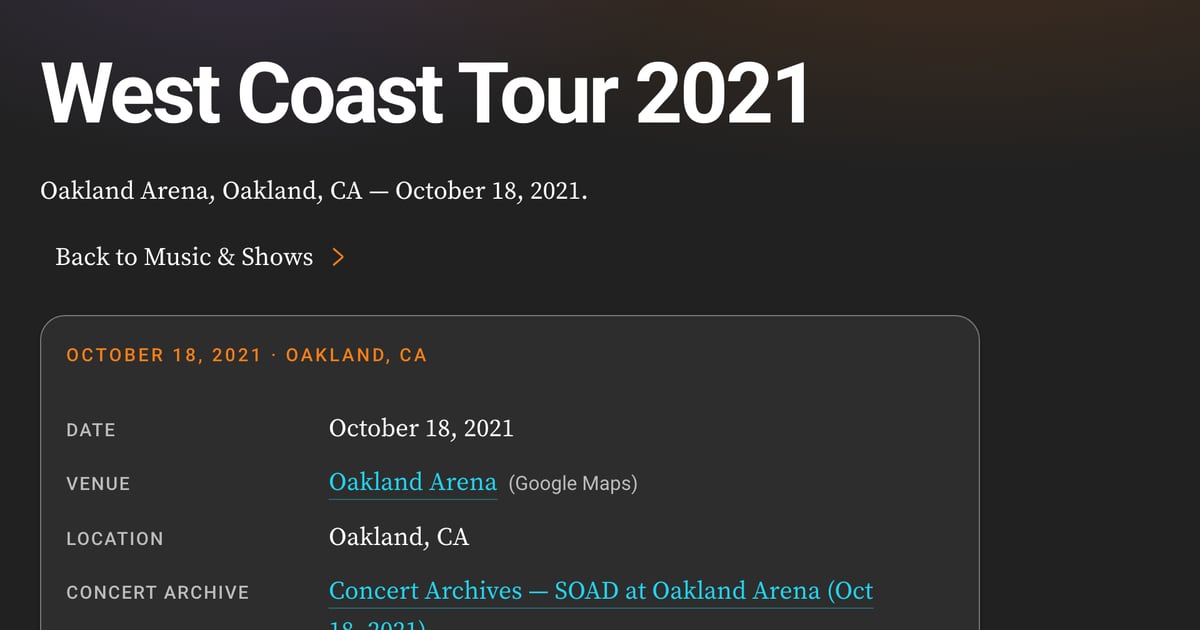 West Coast Tour 2021
Oakland Arena, Oakland, CA — October 18, 2021.
Back to Music & Shows
OCTOBER 18, 2021 · OAKLAND, CA
DATE October 18, 2021
VENUE Oakland Arena (Google Maps)
LOCATION Oakland, CA
CONCERT ARCHIVE Concert Archives — SOAD at Oakland Arena (Oct
18, 2021)